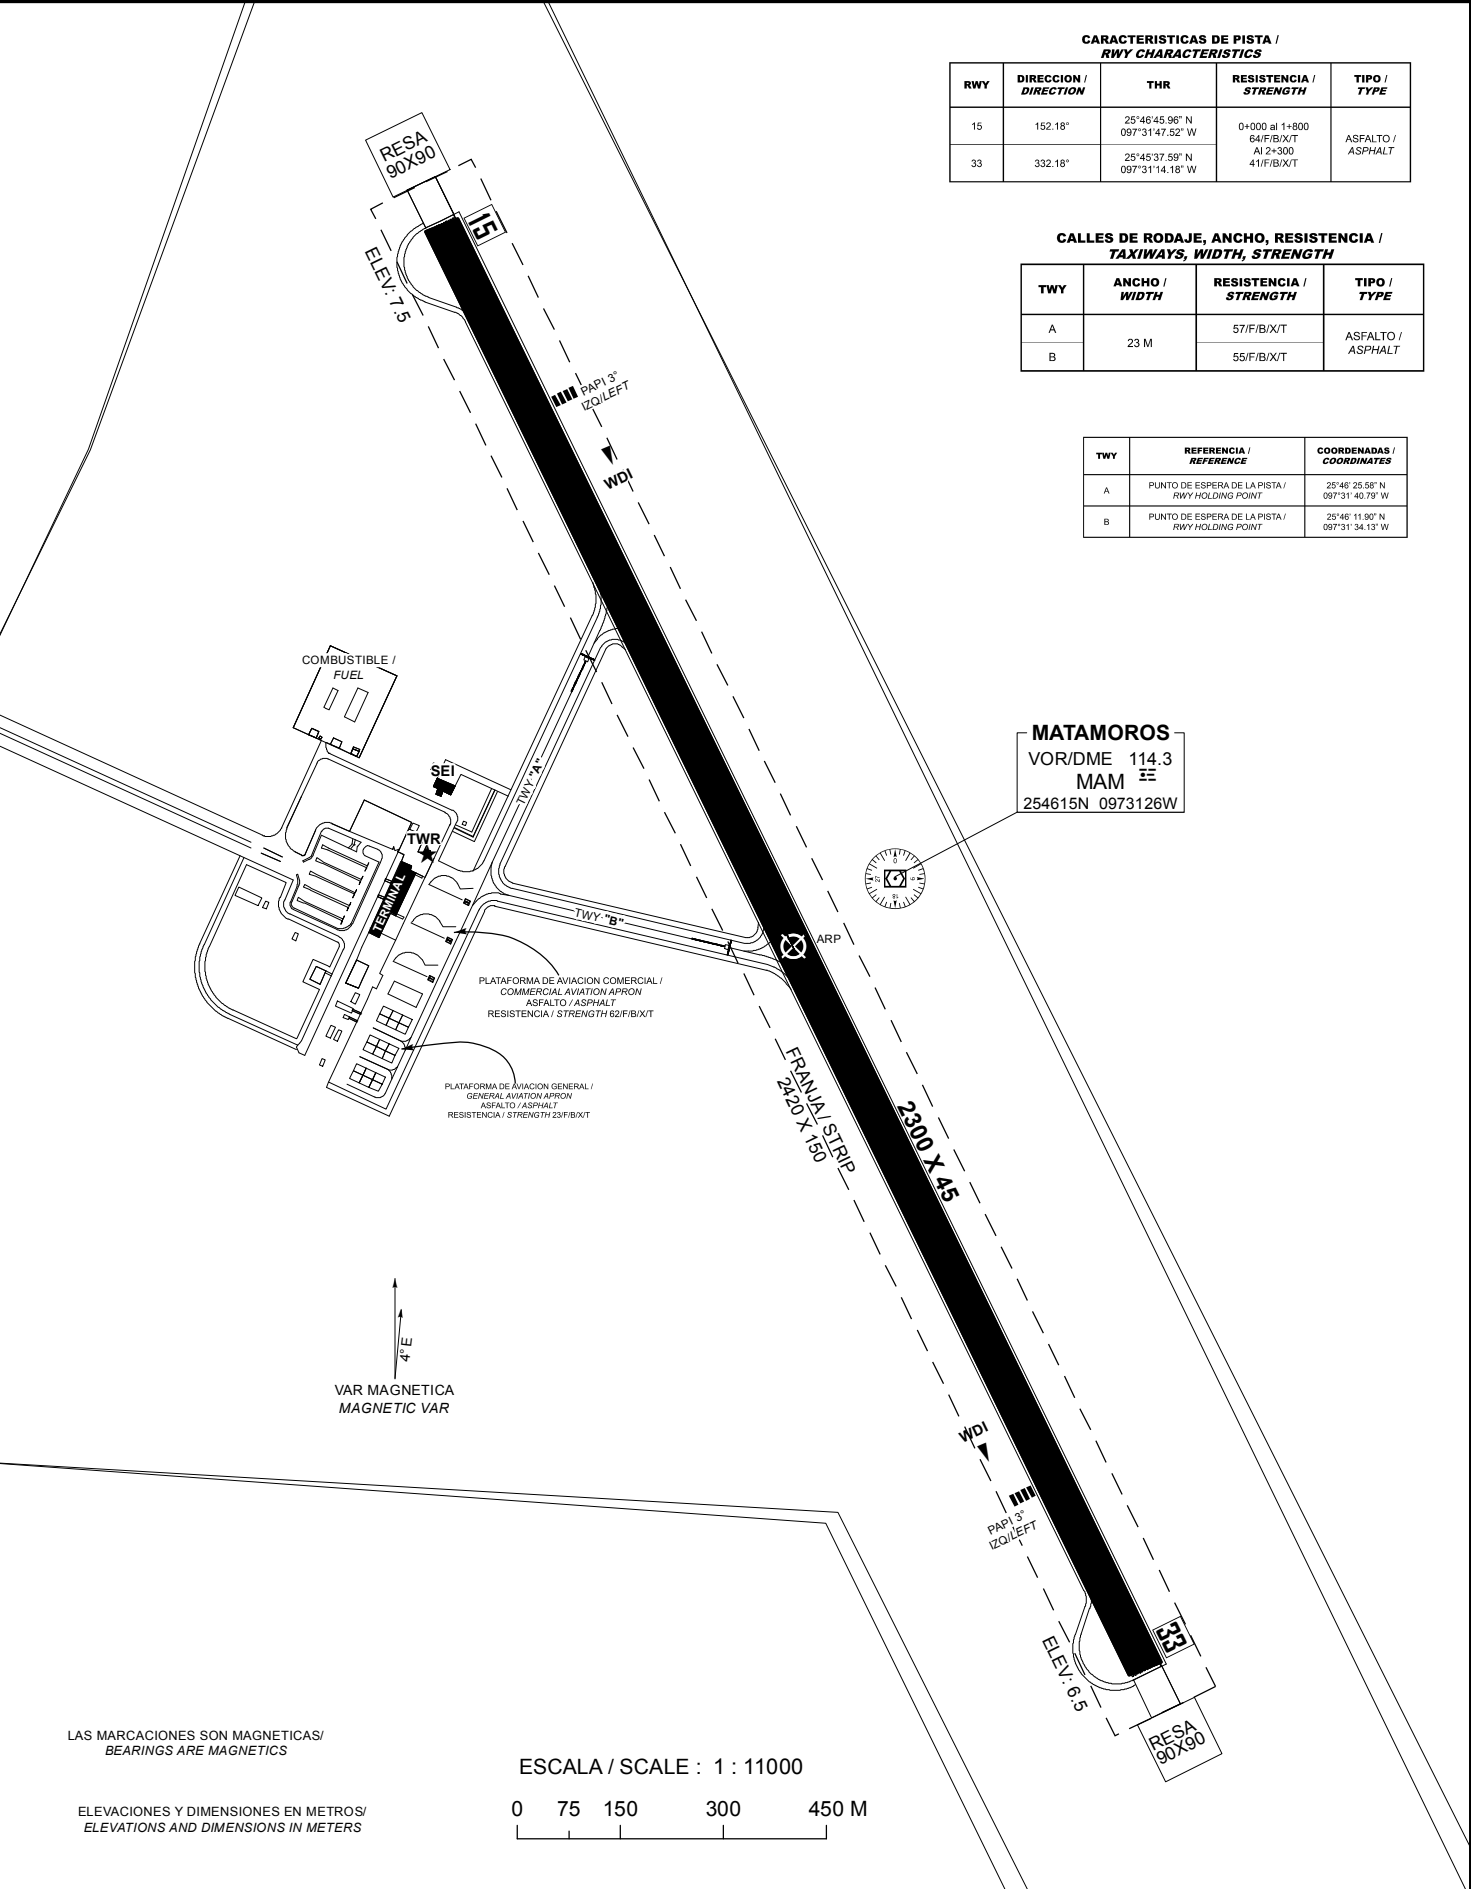 CARACTERISTICAS DE PISTA /
RWY CHARACTERISTICS
RWY DIRECCION / DIRECTION THR RESISTENCIA / STRENGTH TIPO / TYPE
15 152.18° 25°46'45.96" N
097°31'47.52" W
33 332.18° 25°45'37.59" N
097°31'14.18" W
0+000 al 1+800
64/F/B/X/T
Al 2+300
41/F/B/X/T
ASFALTO /
ASPHALT
CALLES DE RODAJE, ANCHO, RESISTENCIA /
TAXIWAYS, WIDTH, STRENGTH
TWY ANCHO / WIDTH RESISTENCIA / STRENGTH TIPO / TYPE
A 57/F/B/X/T
23 M
B 55/F/B/X/T
ASFALTO /
ASPHALT
TWY REFERENCIA / REFERENCE COORDENADAS / COORDINATES
A PUNTO DE ESPERA DE LA PISTA / 25°46' 25.58" N
RWY HOLDING POINT 097°31' 40.79" W
B PUNTO DE ESPERA DE LA PISTA / 25°46' 11.90" N
RWY HOLDING POINT 097°31' 34.13" W
RESA
90X90
15
ELEV: 7.5
PAPI 3°
IZQ/LEFT
WDI
COMBUSTIBLE /
FUEL
SEI
TWY "A"
TWR
TERMINAL
TWY "B"
MATAMOROS
VOR/DME 114.3
MAM
254615N 0973126W
0
9
18
27
ARP
PLATAFORMA DE AVIACION COMERCIAL /
COMMERCIAL AVIATION APRON
ASFALTO / ASPHALT
RESISTENCIA / STRENGTH 62/F/B/X/T
PLATAFORMA DE AVIACION GENERAL /
GENERAL AVIATION APRON
ASFALTO / ASPHALT
RESISTENCIA / STRENGTH 23/F/B/X/T
FRANJA / STRIP
2420 X 150
2300 X 45
4° E
VAR MAGNETICA
MAGNETIC VAR
WDI
PAPI 3°
IZQ/LEFT
33
ELEV: 6.5
RESA
90X90
LAS MARCACIONES SON MAGNETICAS/
BEARINGS ARE MAGNETICS
ELEVACIONES Y DIMENSIONES EN METROS/
ELEVATIONS AND DIMENSIONS IN METERS
ESCALA / SCALE : 1 : 11000
0 75 150 300 450 M